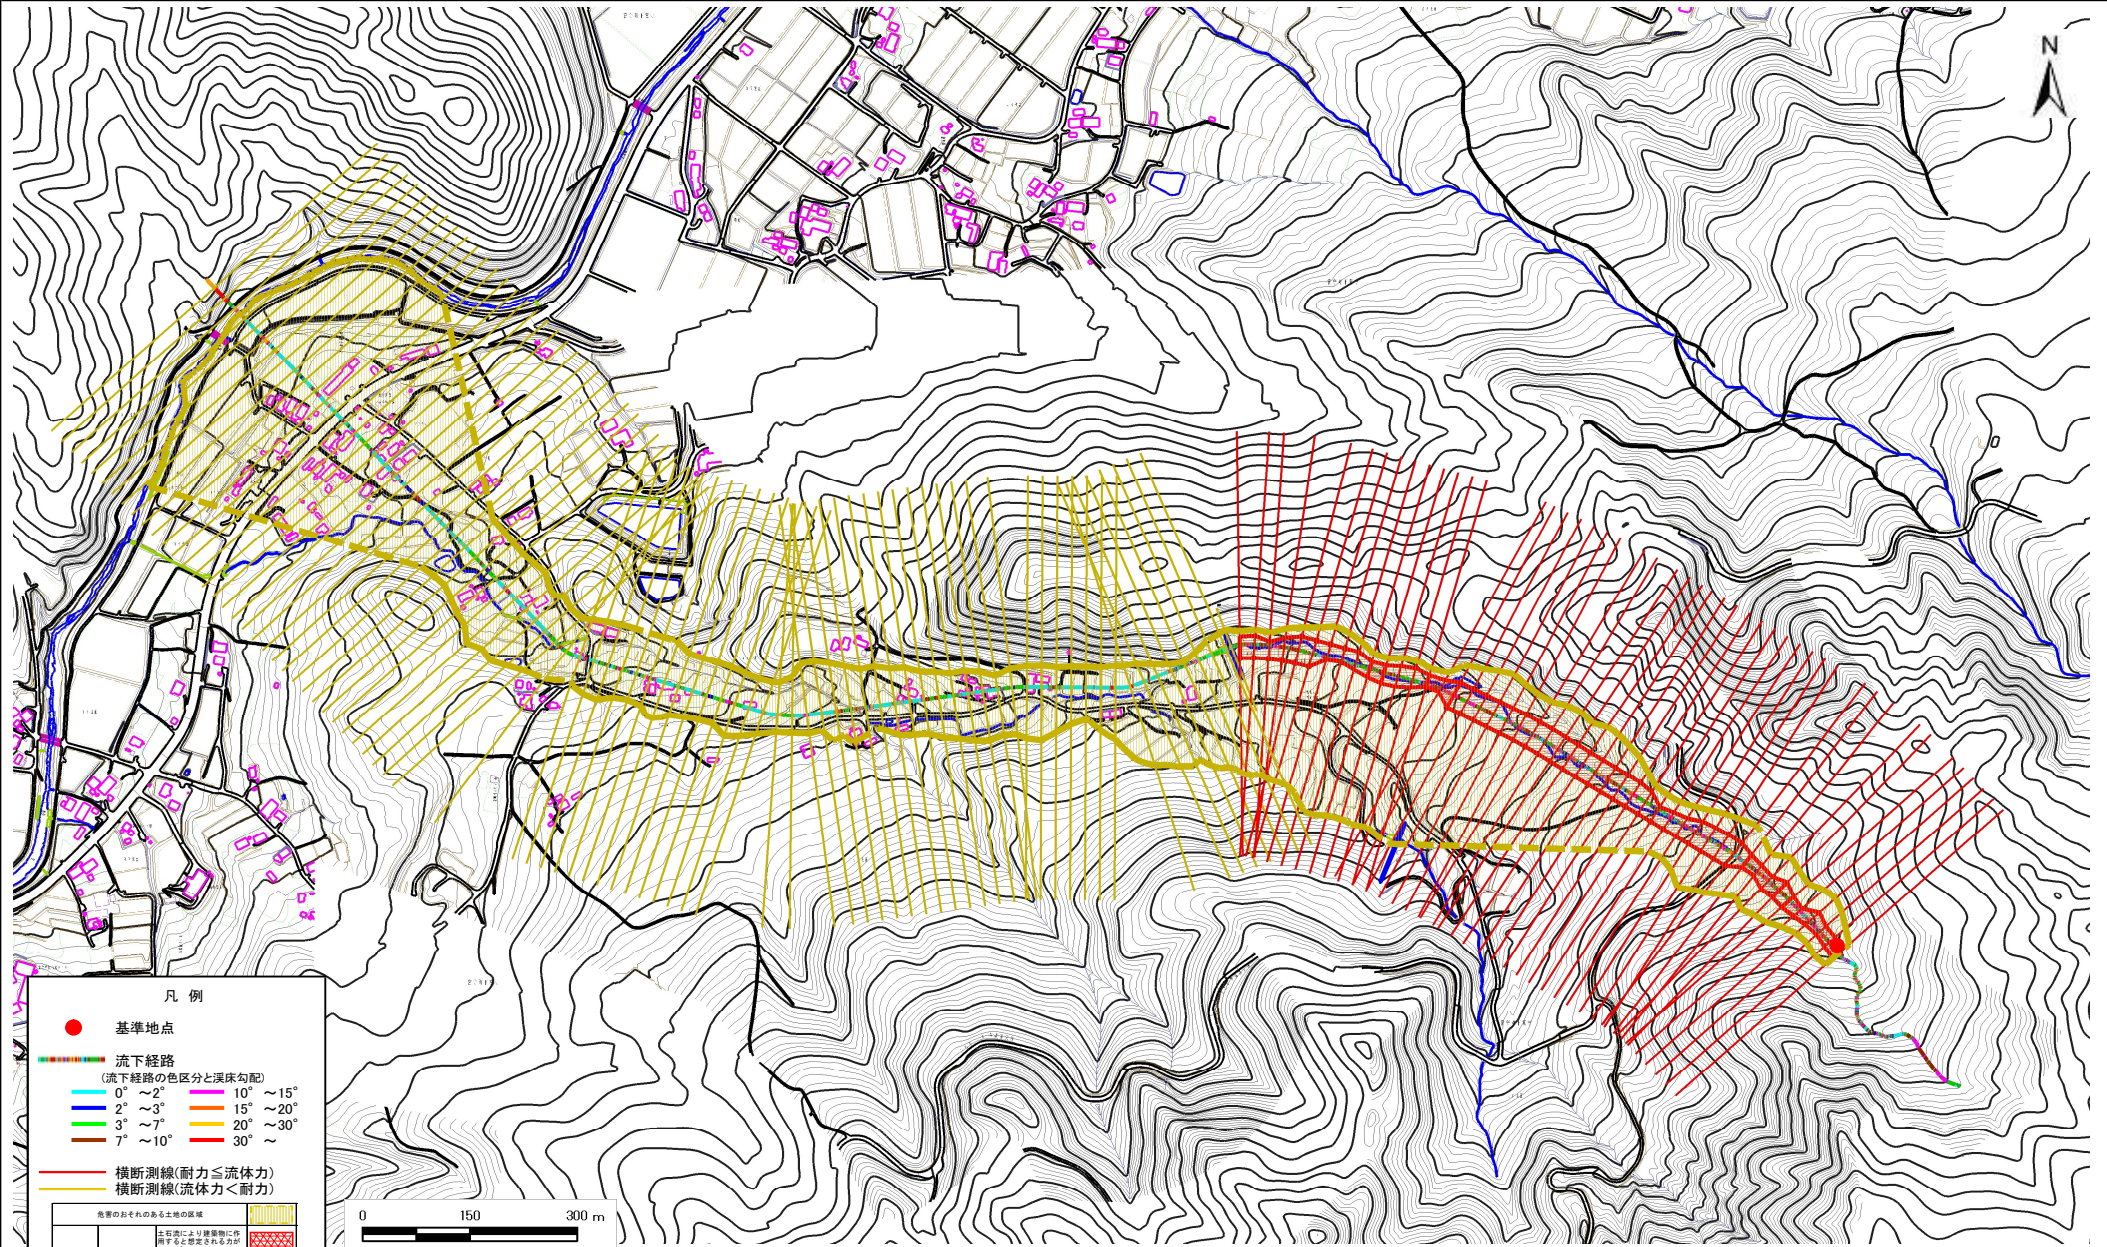 N
凡 例
基準地点
流下経路
(流下経路の色区分と渓床勾配)
0° ～2° 10° ～15°
2° ～3° 15° ～20°
3° ～7° 20° ～30°
7° ～10° 30° ～
横断測線(耐力≦流体力)
横断測線(流体力＜耐力)
危害のおそれのある土地の区域
土石流により建築物に作
用すると想定される力が
0 150 300 m